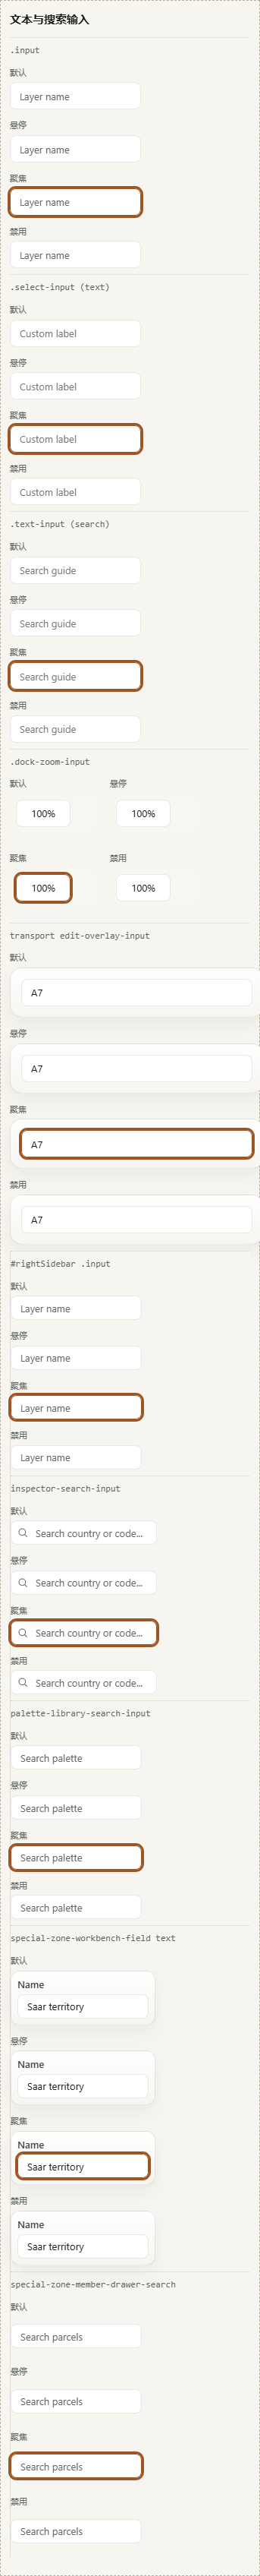 文本与搜索输入
.input
默认
Layer name
悬停
Layer name
聚焦
Layer name
禁用
Layer name
.select-input (text)
默认
Custom label
悬停
Custom label
聚焦
Custom label
禁用
Custom label
.text-input (search)
默认
Search guide
悬停
Search guide
聚焦
Search guide
禁用
Search guide
.dock-zoom-input
默认 悬停
100% 100%
聚焦 禁用
100% 100%
transport edit-overlay-input
默认
A7
悬停
A7
聚焦
A7
禁用
A7
#rightSidebar .input
默认
Layer name
悬停
Layer name
聚焦
Layer name
禁用
Layer name
inspector-search-input
默认
Search country or code...
悬停
Search country or code...
聚焦
Search country or code...
禁用
Search country or code...
palette-library-search-input
默认
Search palette
悬停
Search palette
聚焦
Search palette
禁用
Search palette
special-zone-workbench-field text
默认
Name
Saar territory
悬停
Name
Saar territory
聚焦
Name
Saar territory
禁用
Name
Saar territory
special-zone-member-drawer-search
默认
Search parcels
悬停
Search parcels
聚焦
Search parcels
禁用
Search parcels